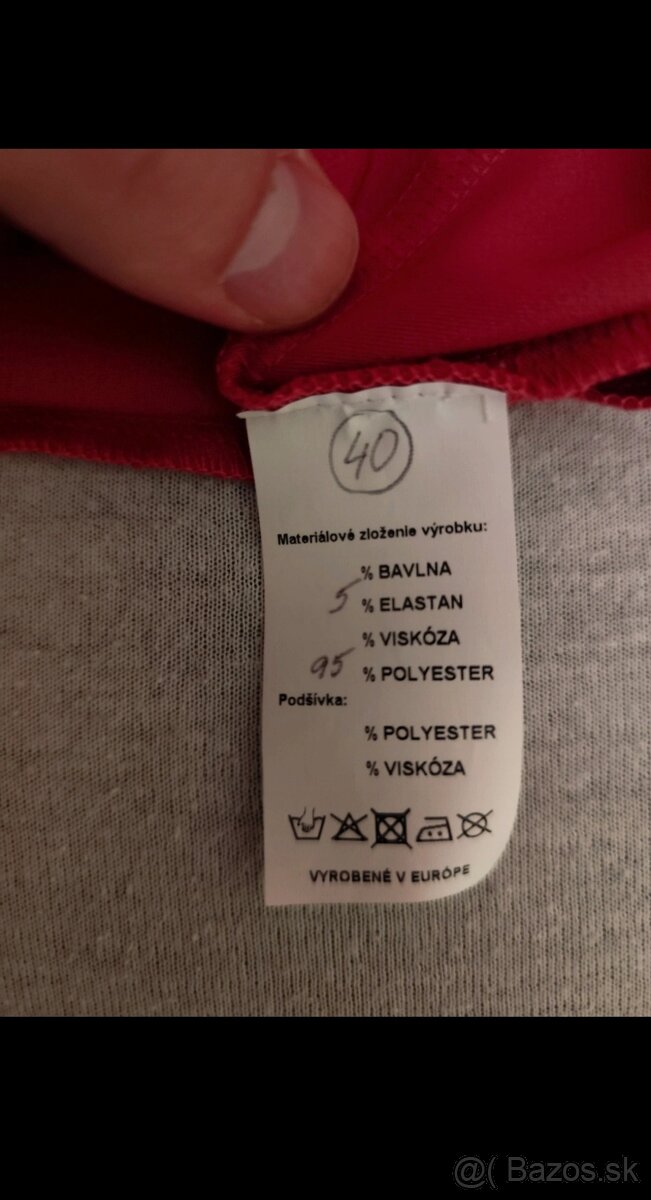 40
Materiálové zloženie výrobku:
% BAVLNA
5 % ELASTAN
% VISKÓZA
95 % POLYESTER
Podšívka:
% POLYESTER
% VISKÓZA
VYROBENÉ V EURÓPE
@( Bazos.sk